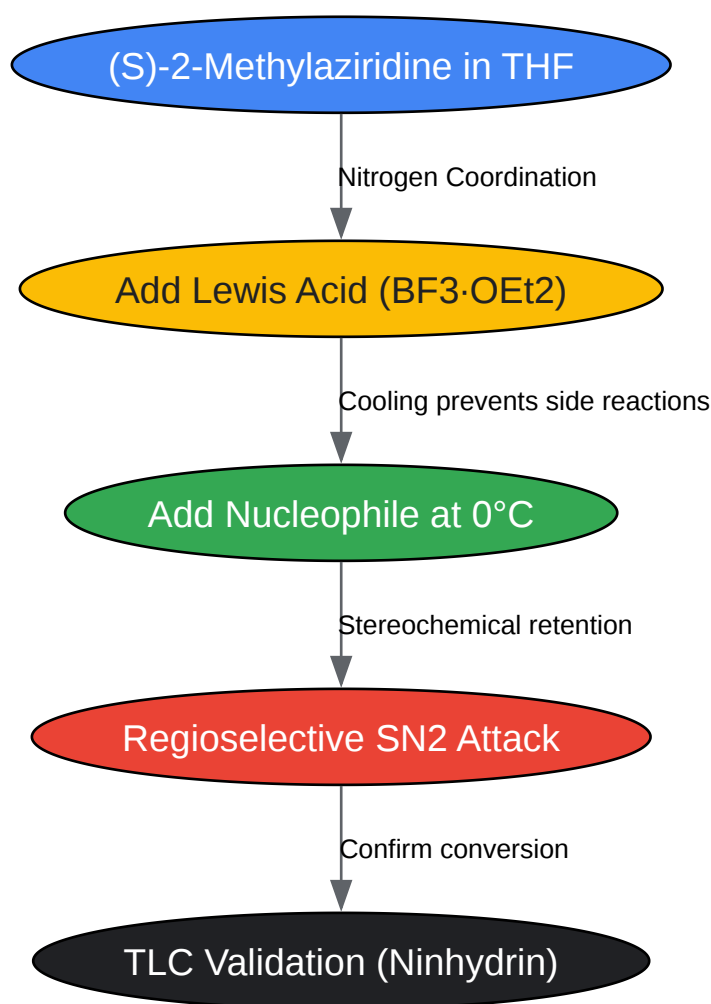 (S)-2-Methylaziridine in THF
Nitrogen Coordination
Add Lewis Acid (BF3·OEt2)
Cooling prevents side reactions
Add Nucleophile at 0°C
Stereochemical retention
Regioselective SN2 Attack
Confirm conversion
TLC Validation (Ninhydrin)